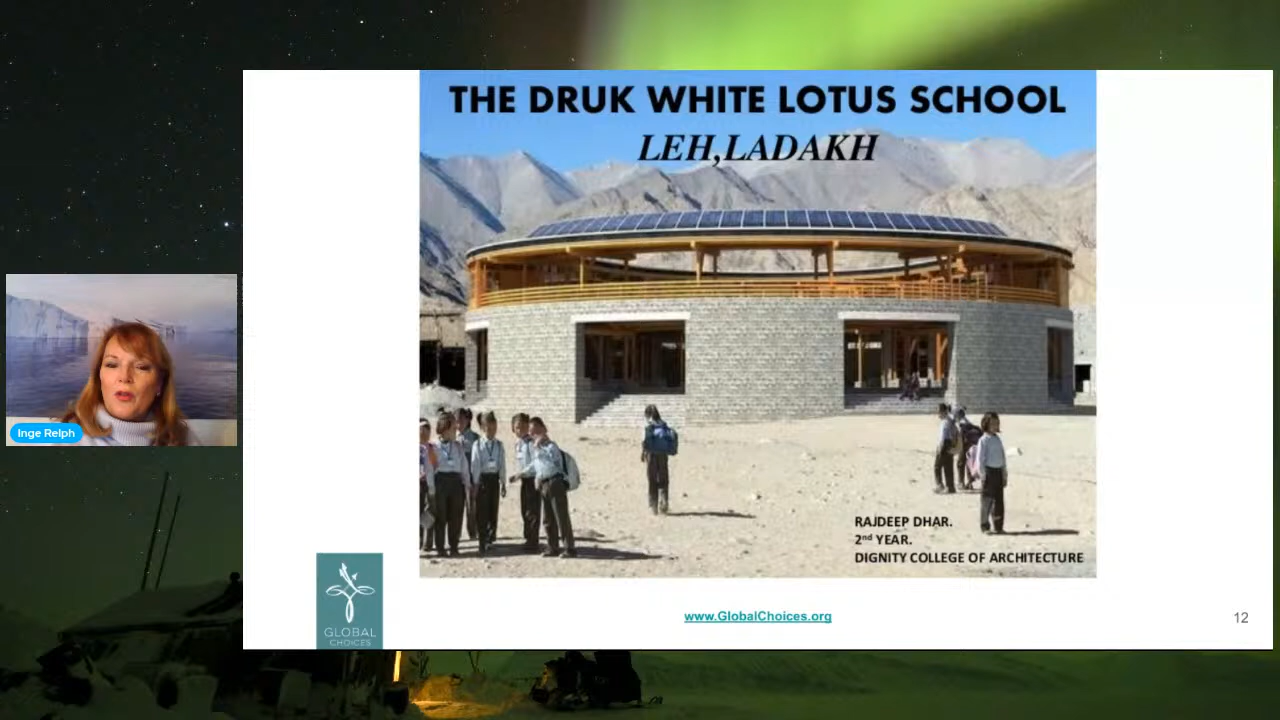 THE DRUK WHITE LOTUS SCHOOL
LEH,LADAKH
Inge Relph
RAJDEEP DHAR.
2nd YEAR.
DIGNITY COLLEGE OF ARCHITECTURE
GLOBAL
CHOICES
www.GlobalChoices.org
12